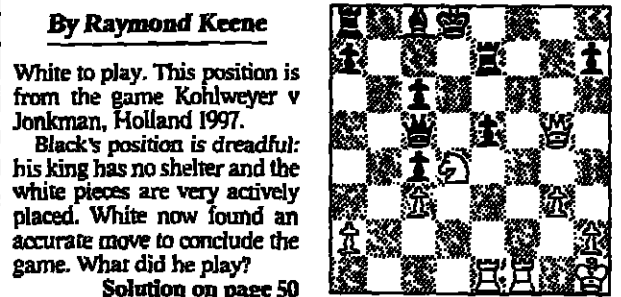 By Raymond Keene
White to play. This position is
from the game Kohlweyer v
Jonkman, Holland 1997.
Black's position is dreadful:
his king has no shelter and the
white pieces are very actively
placed. White now found an
accurate move to conclude the
game. What did he play?
Solution on page 50